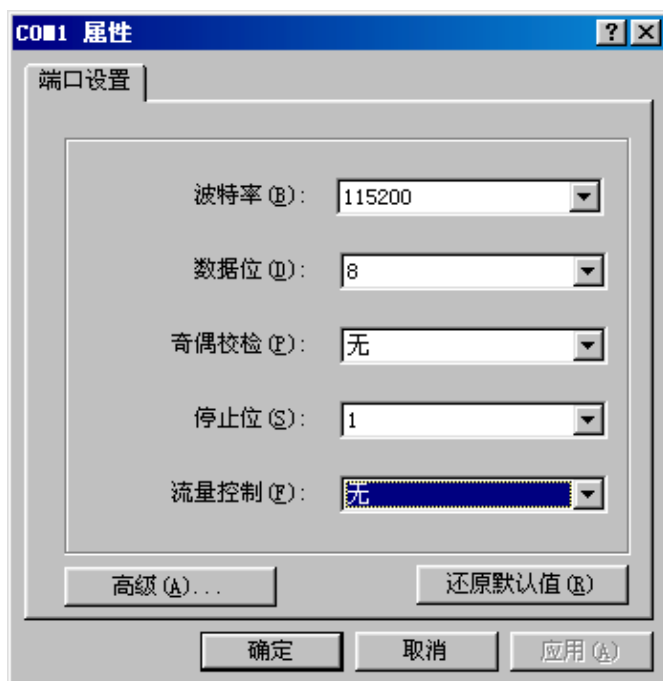 COM1 属性
端口设置
波特率(B): 115200
数据位(D): 8
奇偶校检(P): 无
停止位(S): 1
流量控制(F): 无
高级(A)... 还原默认值(R)
确定 取消 应用(A)